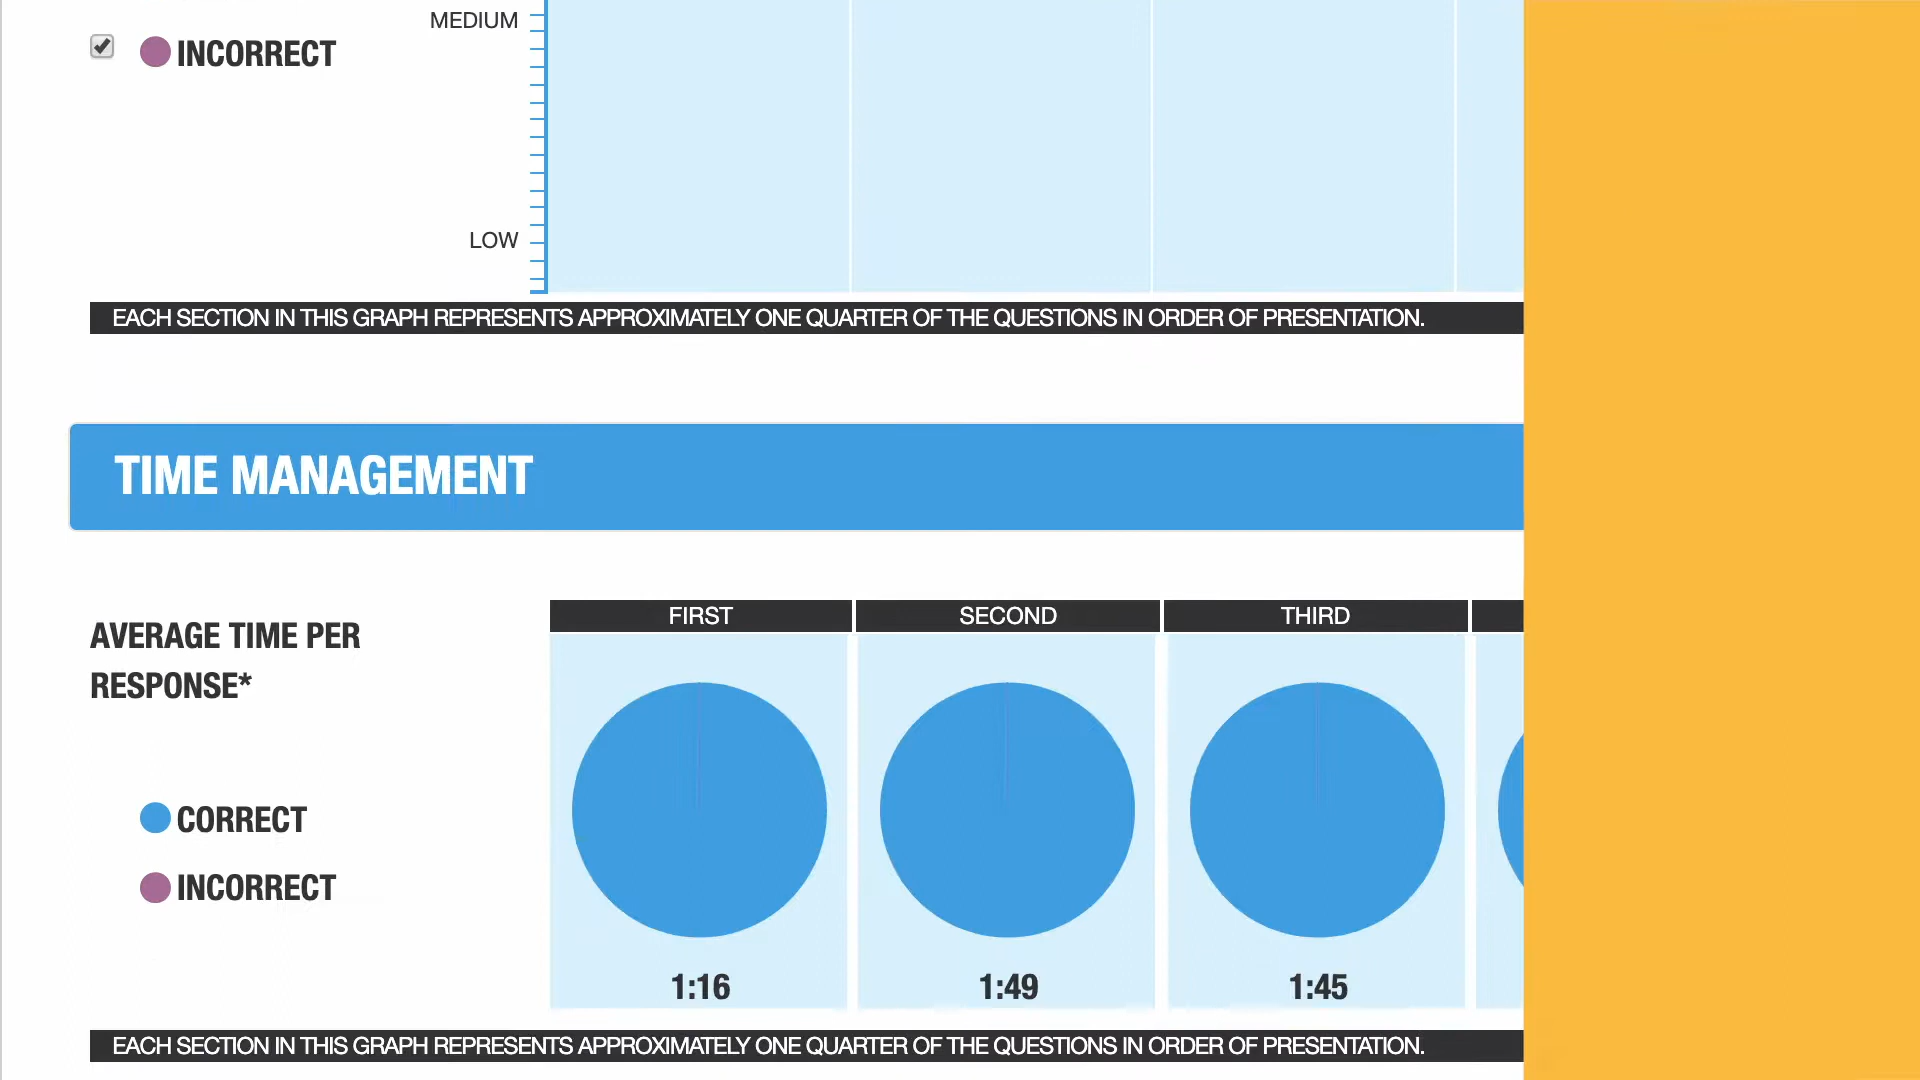 MEDIUM
INCORRECT
LOW
EACH SECTION IN THIS GRAPH REPRESENTS APPROXIMATELY ONE QUARTER OF THE QUESTIONS IN ORDER OF PRESENTATION.
TIME MANAGEMENT
AVERAGE TIME PER
RESPONSE*
FIRST
SECOND
THIRD
CORRECT
INCORRECT
1:16
1:49
1:45
EACH SECTION IN THIS GRAPH REPRESENTS APPROXIMATELY ONE QUARTER OF THE QUESTIONS IN ORDER OF PRESENTATION.